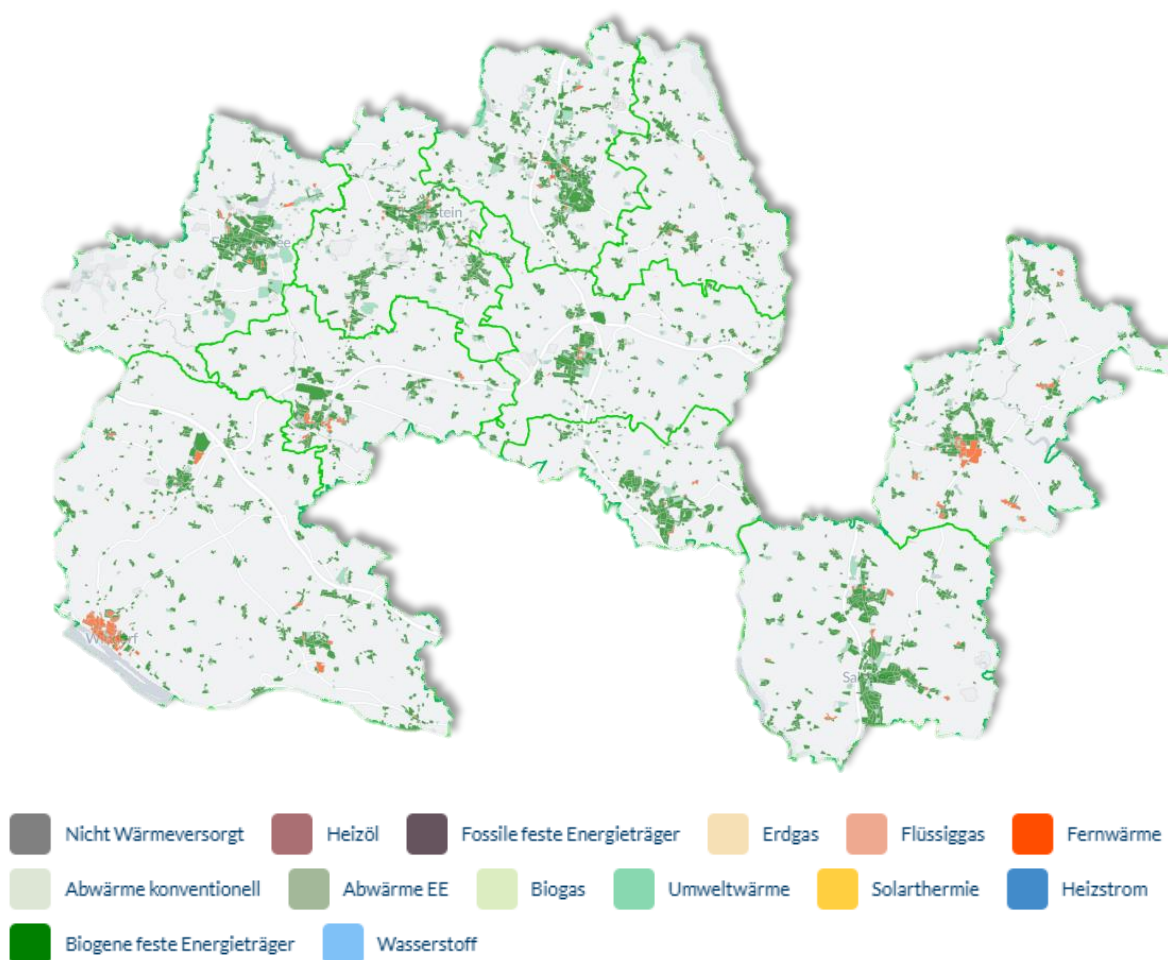 Nicht Wärmeversorgt Heizöl Fossile feste Energieträger Erdgas Flüssiggas Fernwärme
Abwärme konventionell Abwärme EE Biogas Umweltwärme Solarthermie Heizstrom
Biogene feste Energieträger Wasserstoff